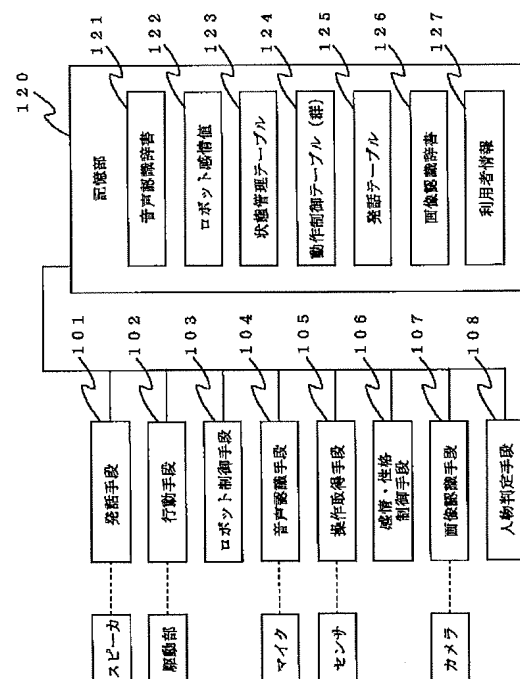 120
記憶部
121
音声認識辞書
122
ロボット感情値
123
状態管理テーブル
124
動作制御テーブル(群)
125
発話テーブル
126
画像認識辞書
127
利用者情報
101
発話手段
102
行動手段
103
ロボット制御手段
104
音声認識手段
105
操作取得手段
106
感情・性格
制御手段
107
画像認識手段
108
人物判定手段
スピーカ
駆動部
マイク
センサ
カメラ